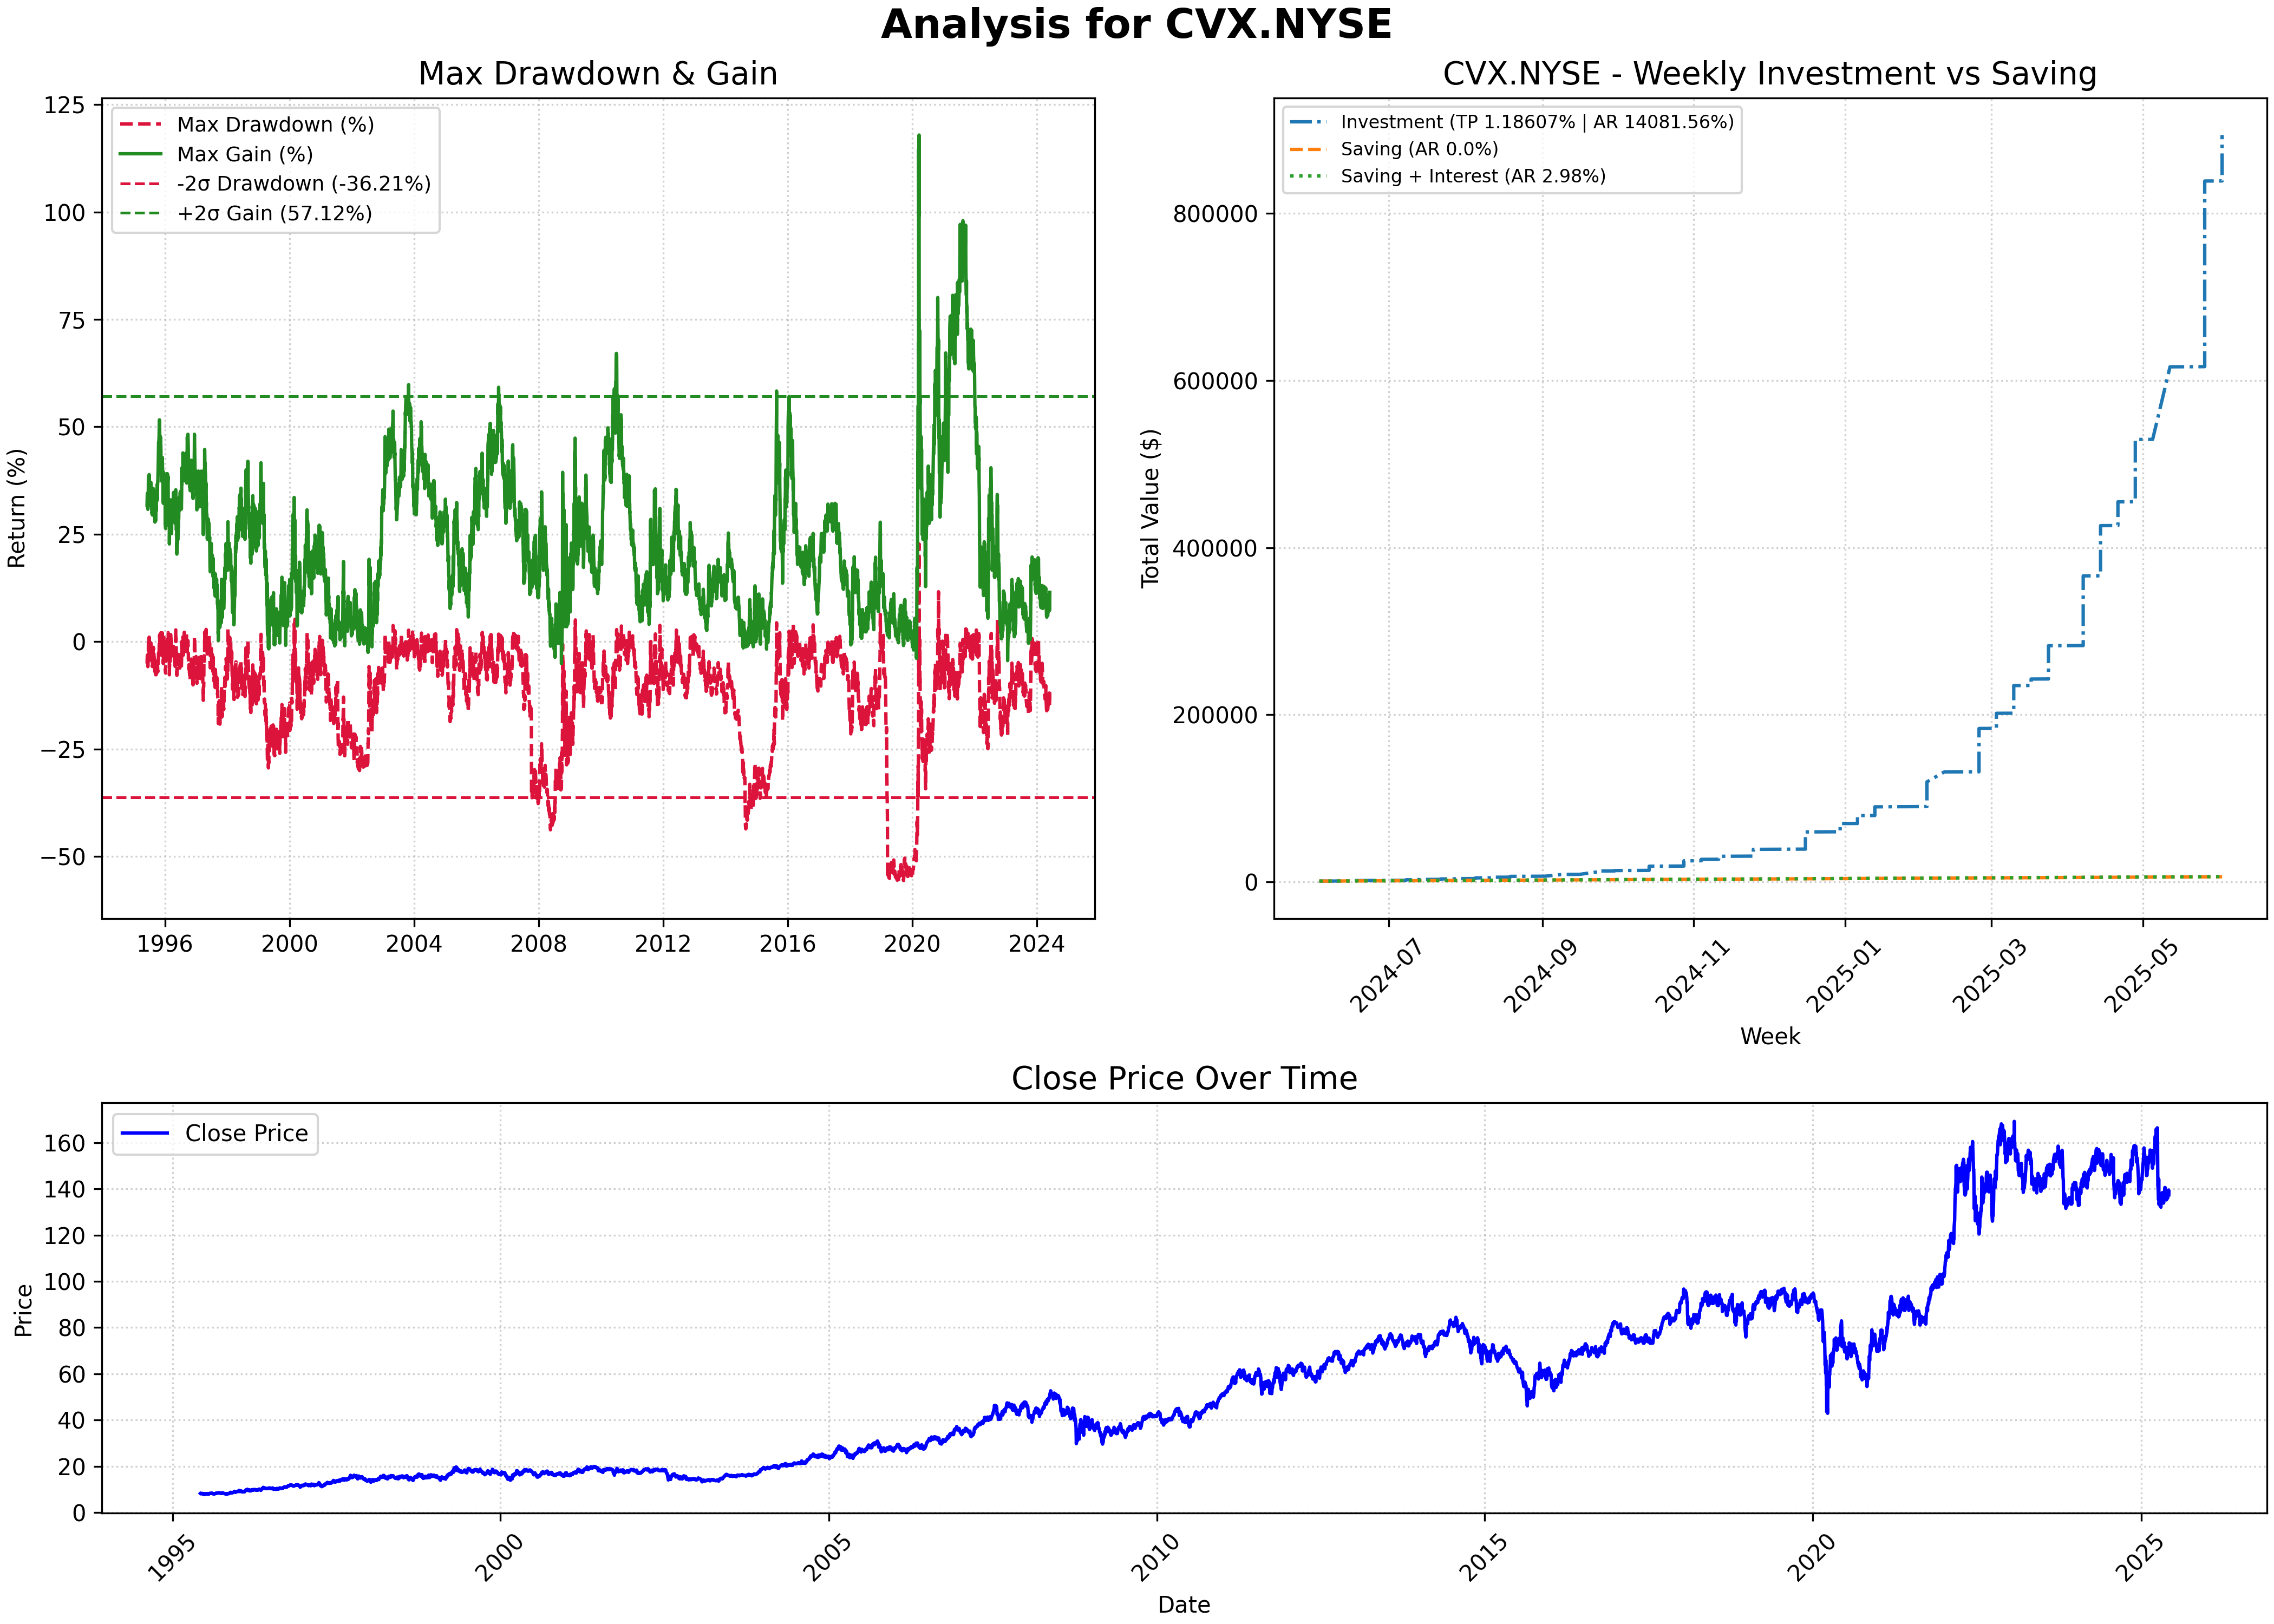 Analysis for CVX.NYSE
Max Drawdown & Gain
Max Drawdown (%)
Max Gain (%)
-2σ Drawdown (-36.21%)
+2σ Gain (57.12%)
Return (%)
125
100
75
50
25
0
−25
−50
1996
2000
2004
2008
2012
2016
2020
2024
CVX.NYSE - Weekly Investment vs Saving
Investment (TP 1.18607% | AR 14081.56%)
Saving (AR 0.0%)
Saving + Interest (AR 2.98%)
Total Value ($)
800000
600000
400000
200000
0
2024-07
2024-09
2024-11
2025-01
2025-03
2025-05
Week
Close Price Over Time
Close Price
Price
160
140
120
100
80
60
40
20
0
1995
2000
2005
2010
2015
2020
2025
Date